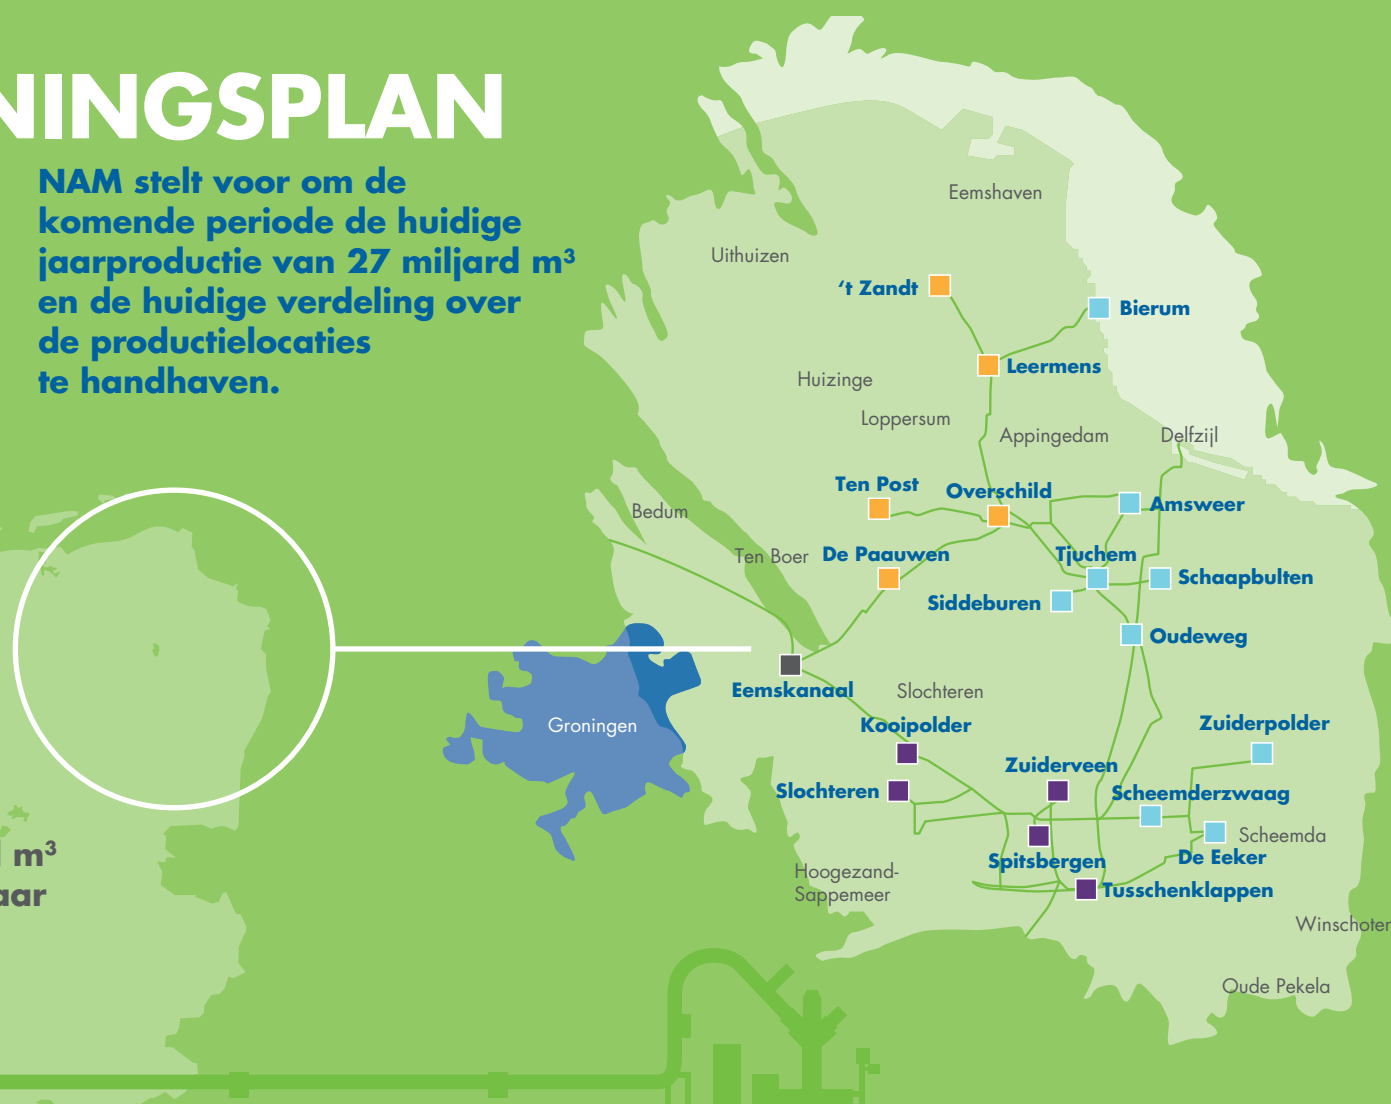 NINGSPLAN
NAM stelt voor om de
komende periode de huidige
jaarproductie van 27 miljard m³
en de huidige verdeling over
de productielocaties
te handhaven.
Eemshaven
Uithuizen
‘t Zandt
Bierum
Leermens
Huizinge
Loppersum
Appingedam
Delfzijl
Ten Post
Overschild
Amsweer
Bedum
Ten Boer
De Paauwen
Tjuchem
Schaapbulten
Siddeburen
Oudeweg
Eemskanaal
Slochteren
Groningen
Kooipolder
Zuiderpolder
Zuiderveen
Slochteren
Scheemderzwaag
Scheemda
Spitsbergen
De Eeker
Hoogezand-
Sappemeer
Tusschenklappen
Winschoten
Oude Pekela
m³
aar